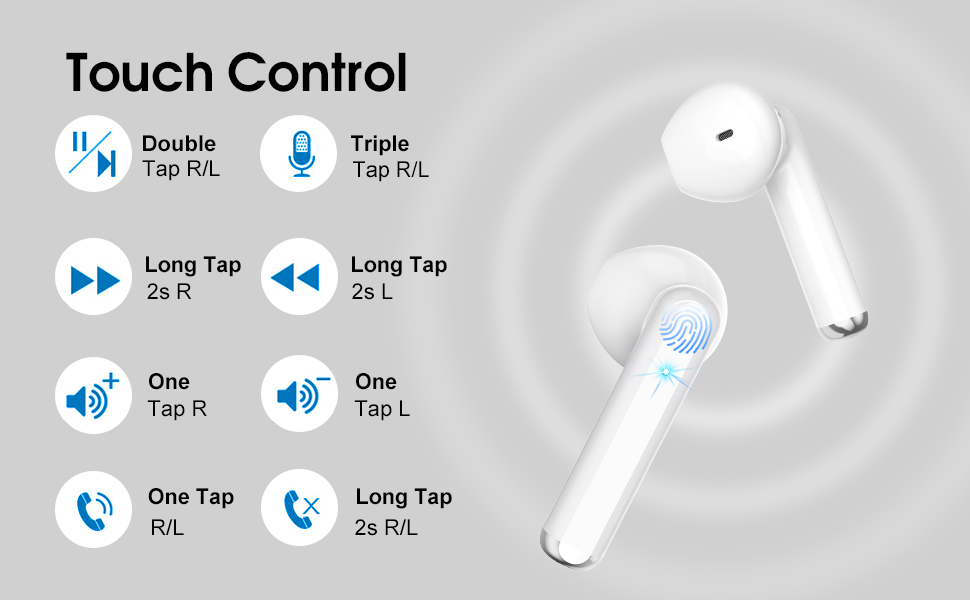 Touch Control
Double
Tap R/L
Triple
Tap R/L
Long Tap
2s R
Long Tap
2s L
One
Tap R
One
Tap L
One Tap
R/L
Long Tap
2s R/L